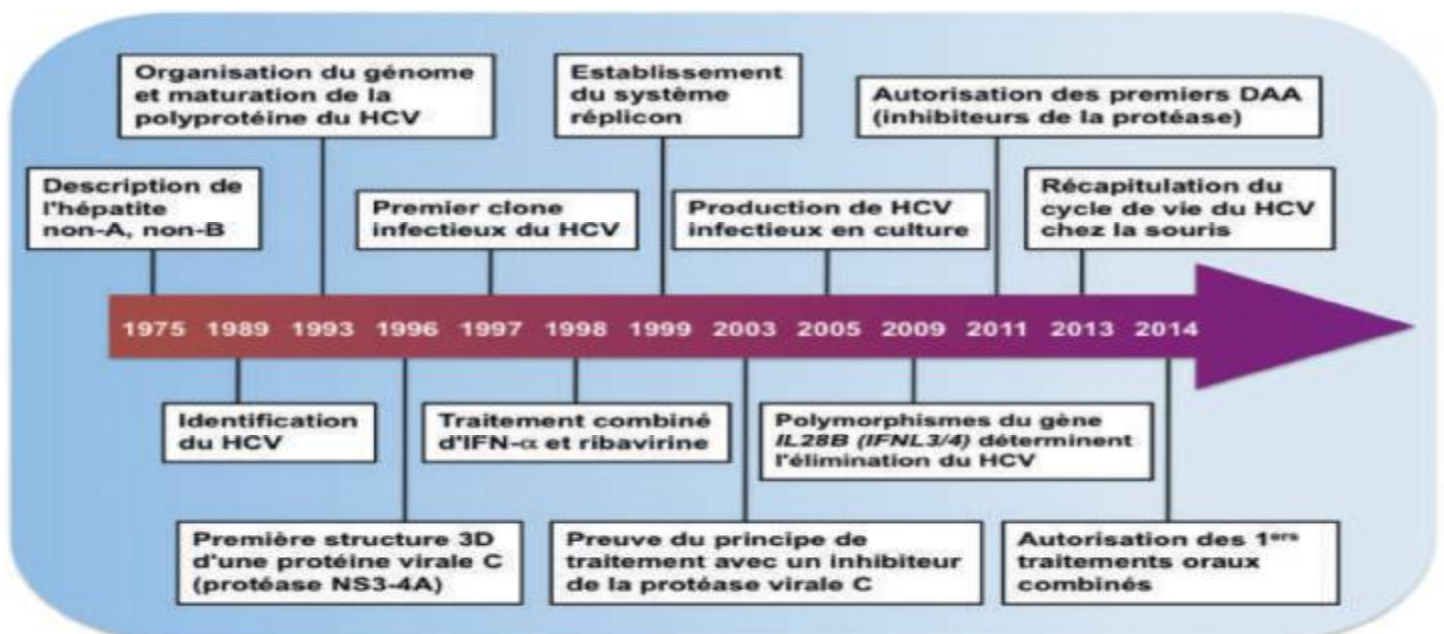 Organisation du génome
et maturation de la
polyprotéine du HCV
Establissement
du système
réplicon
Autorisation des premiers DAA
(inhibiteurs de la protéase)
Description de
l'hépatite
non-A, non-B
Premier clone
infectieux du HCV
Production de HCV
infectieux en culture
Récapitulation du
cycle de vie du HCV
chez la souris
1975 1989 1993 1996 1997 1998 1999 2003 2005 2009 2011 2013 2014
Identification
du HCV
Traitement combiné
d'IFN-α et ribavirine
Polymorphismes du gène
IL28B (IFNL3/4) déterminent
l'élimination du HCV
Première structure 3D
d'une protéine virale C
(protéase NS3-4A)
Preuve du principe de
traitement avec un inhibiteur
de la protéase virale C
Autorisation des 1ers
traitements oraux
combinés